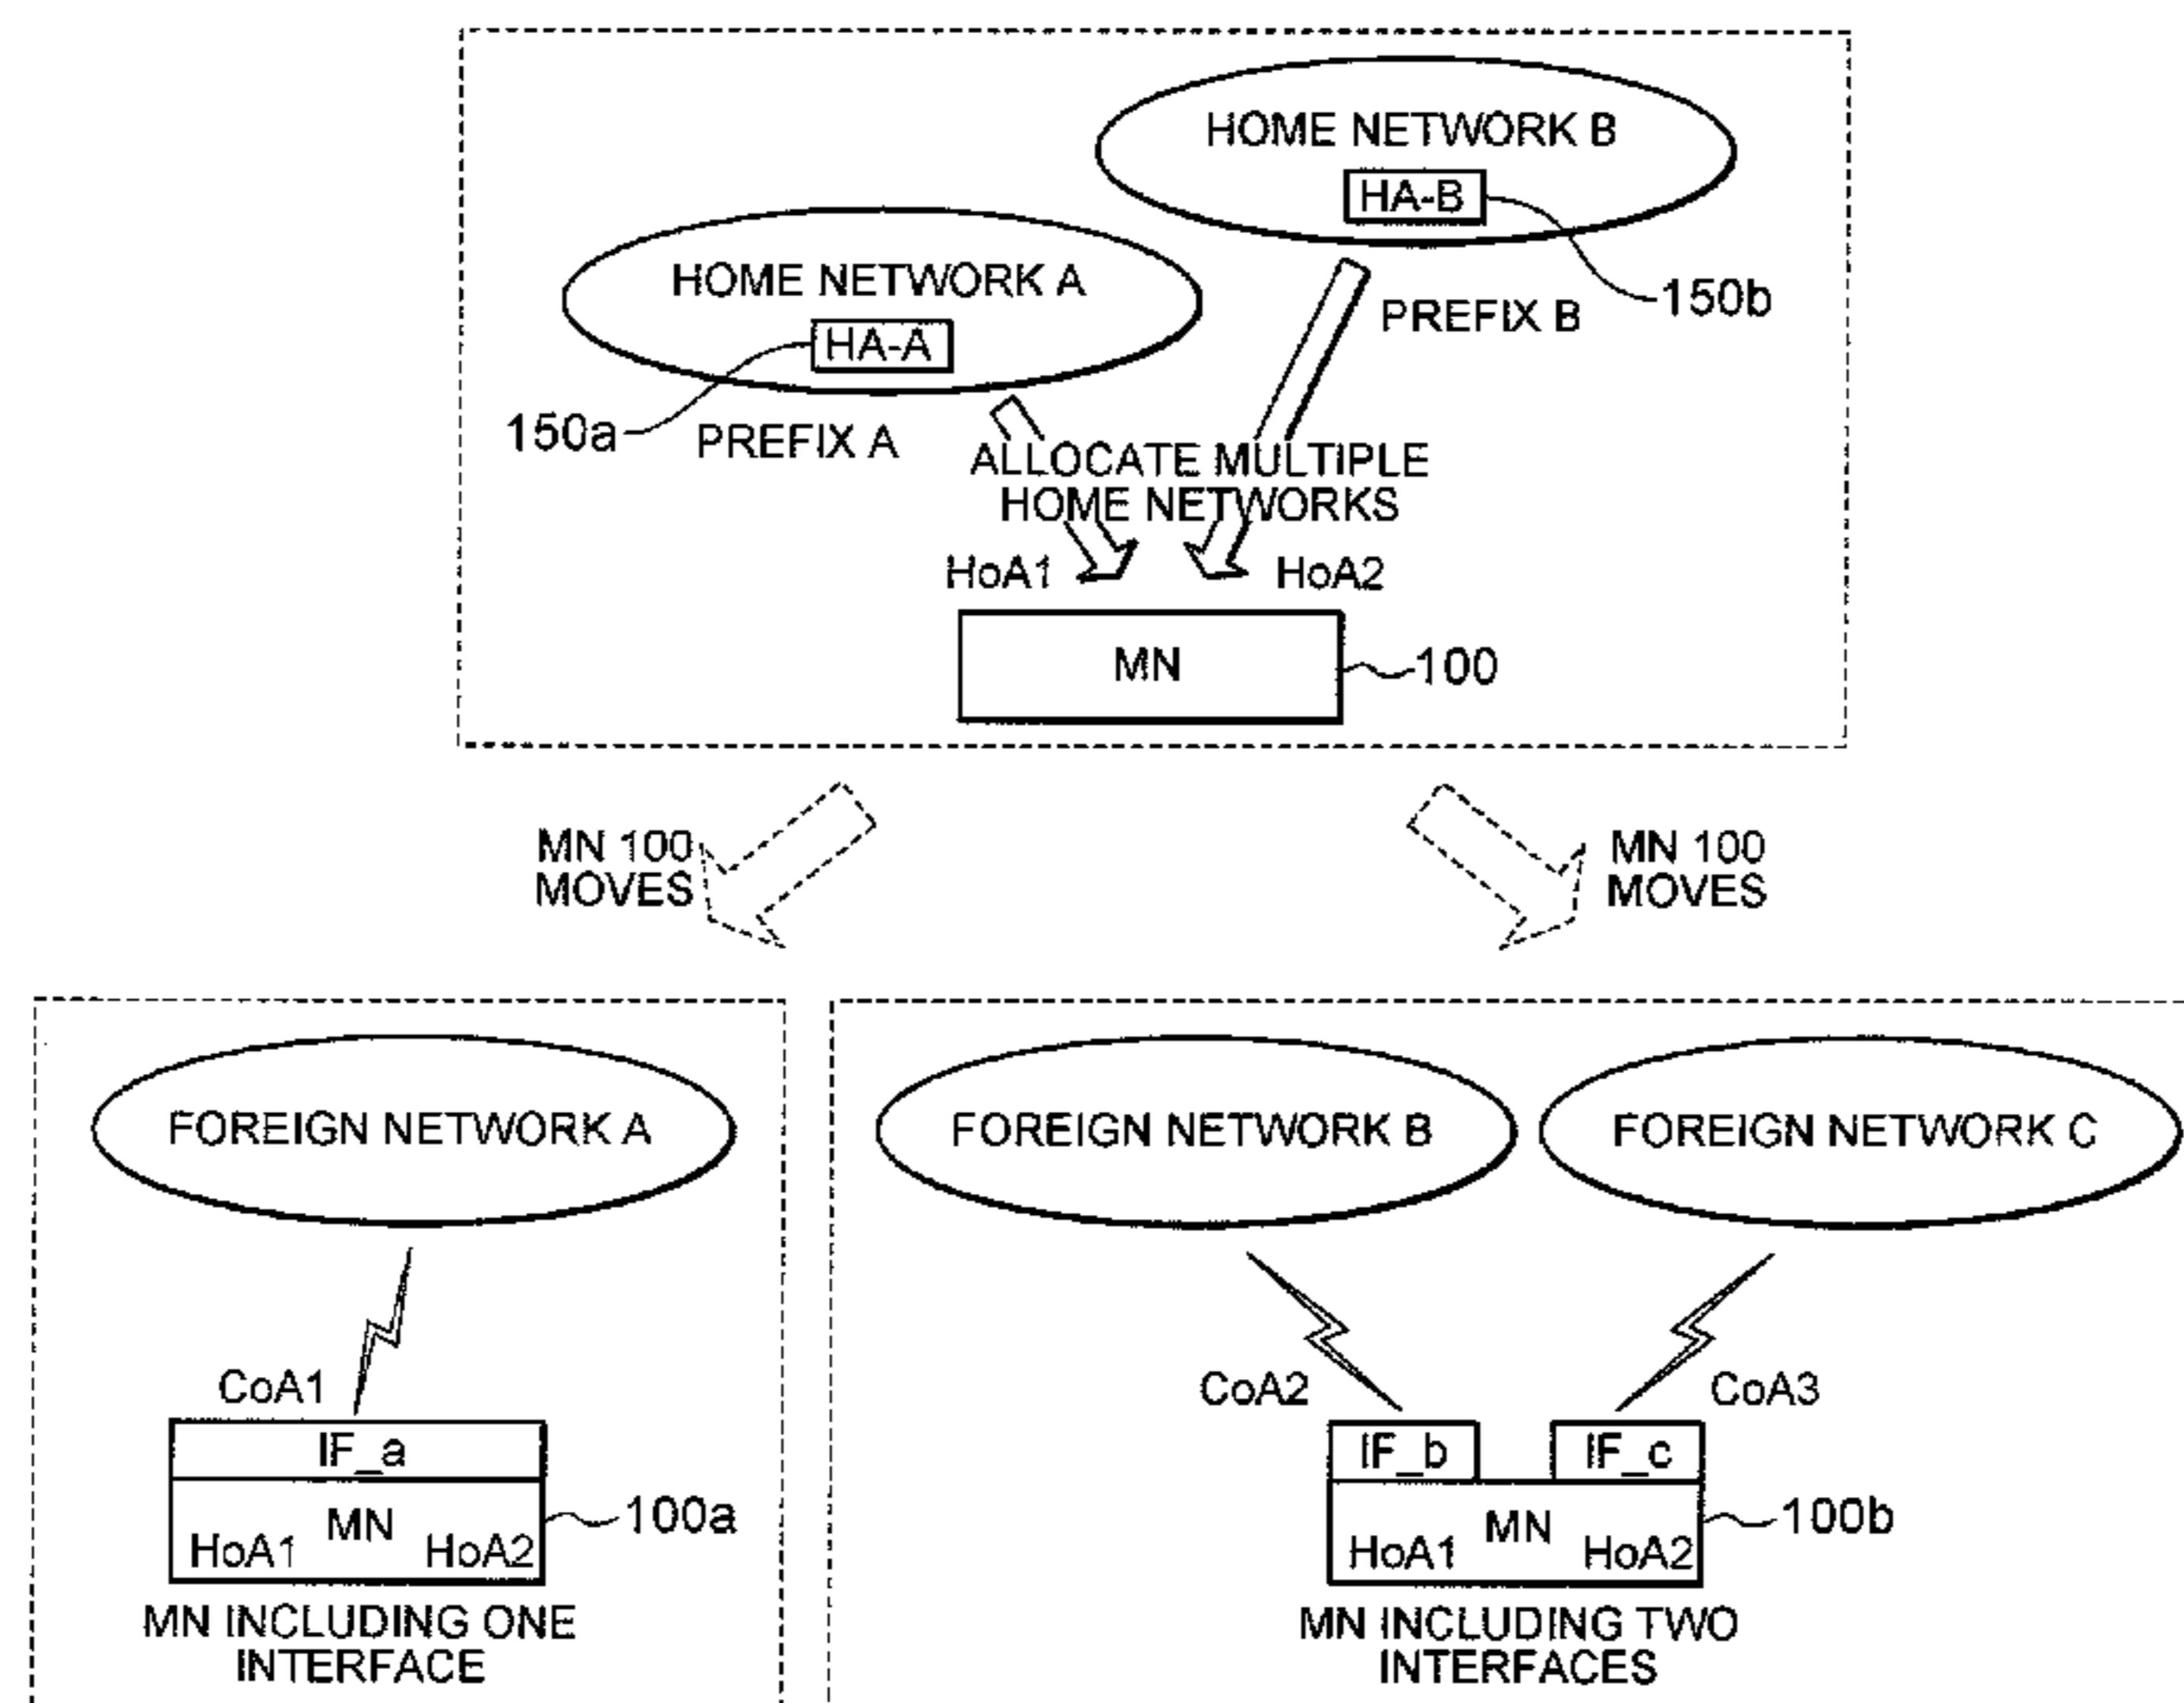 HOME NETWORK B
HA-B
150b
PREFIX B
HOME NETWORK A
HA-A
150a
PREFIX A
ALLOCATE MULTIPLE
HOME NETWORKS
HoA1
HoA2
MN
100
MN 100
MOVES
MN 100
MOVES
FOREIGN NETWORK A
CoA1
IF_a
MN
HoA1
HoA2
100a
MN INCLUDING ONE
INTERFACE
FOREIGN NETWORK B
FOREIGN NETWORK C
CoA2
CoA3
IF_b
IF_c
MN
HoA1
HoA2
100b
MN INCLUDING TWO
INTERFACES